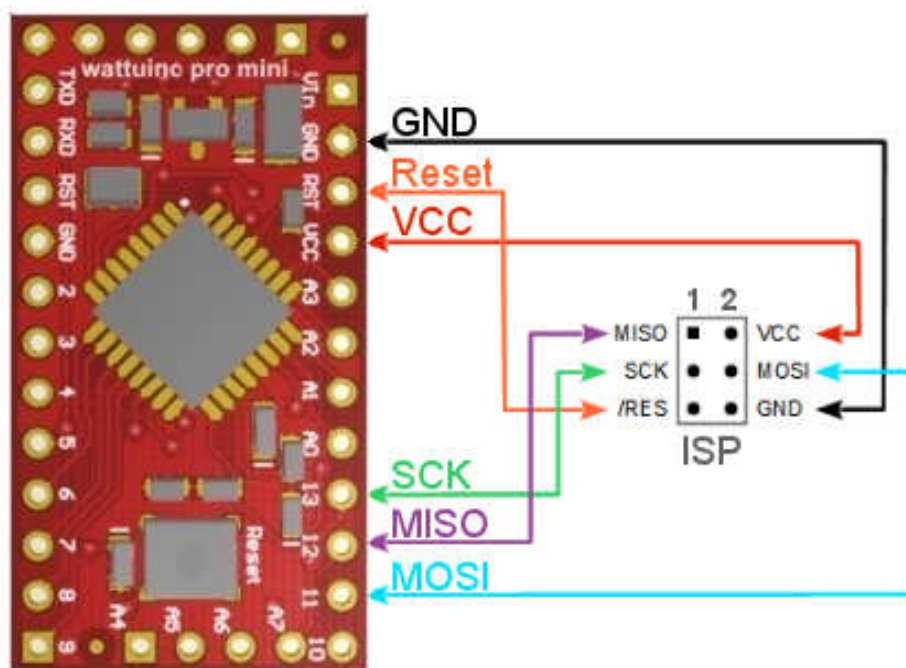 wattuino pro mini
TXD
RXD
RST
GND
2
3
4
5
6
7
8
9
VIn
GND
RST
VCC
A3
A2
A1
A0
13
12
11
10
Reset
A4
A5
A6
A7
GND
Reset
VCC
SCK
MISO
MOSI
1 2
MISO VCC
SCK MOSI
/RES GND
ISP